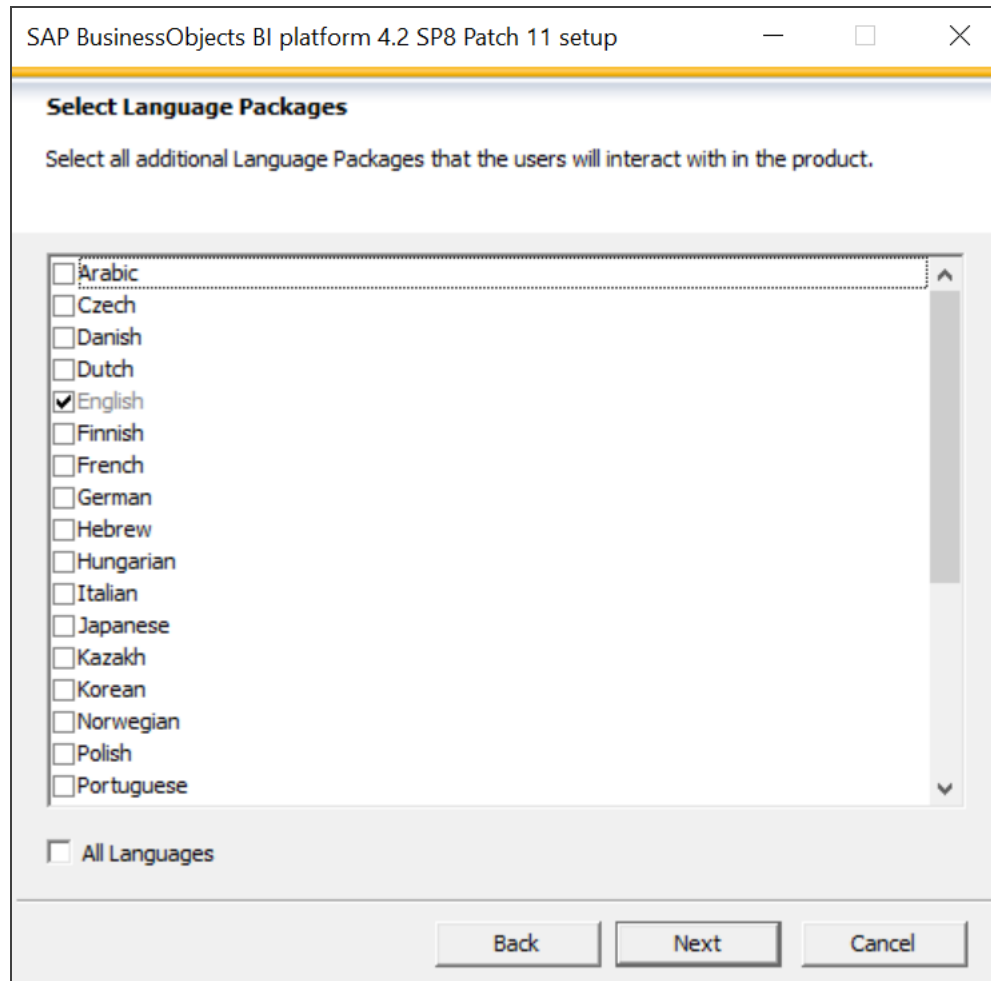 SAP BusinessObjects BI platform 4.2 SP8 Patch 11 setup
Select Language Packages
Select all additional Language Packages that the users will interact with in the product.
Arabic
Czech
Danish
Dutch
English
Finnish
French
German
Hebrew
Hungarian
Italian
Japanese
Kazakh
Korean
Norwegian
Polish
Portuguese
All Languages
Back Next Cancel